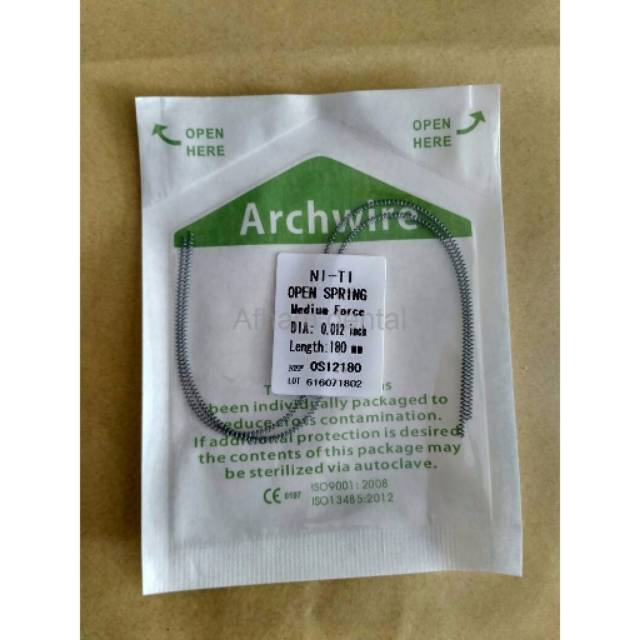 OPEN
HERE
OPEN
HERE
Archwire
NI-TI
OPEN SPRING
Medium Force
DIA: 0.012 inch
Length:180 mm
OS12180
LOT 616071802
dental
been individually packaged to
reduce cross contamination.
If additional protection is desired
the contents of this package may
be sterilized via autoclave.
CE 0197 ISO9001:2008
ISO13485:2012